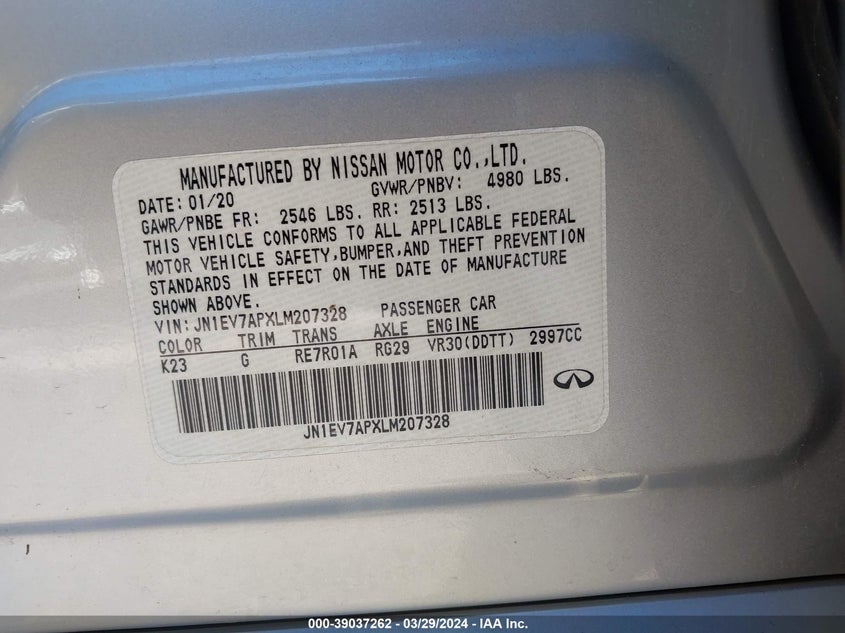 MANUFACTURED BY NISSAN MOTOR CO.,LTD.
DATE: 01/20 GVWR/PNBV: 4980 LBS.
GAWR/PNBE FR: 2546 LBS. RR: 2513 LBS.
THIS VEHICLE CONFORMS TO ALL APPLICABLE FEDERAL
MOTOR VEHICLE SAFETY,BUMPER,AND THEFT PREVENTION
STANDARDS IN EFFECT ON THE DATE OF MANUFACTURE
SHOWN ABOVE.
VIN: JN1EV7APXLM207328 PASSENGER CAR
COLOR TRIM TRANS AXLE ENGINE
K23 G RE7R01A RG29 VR30(DDTT) 2997CC
JN1EV7APXLM207328
000-39037262 - 03/29/2024 - IAA Inc.